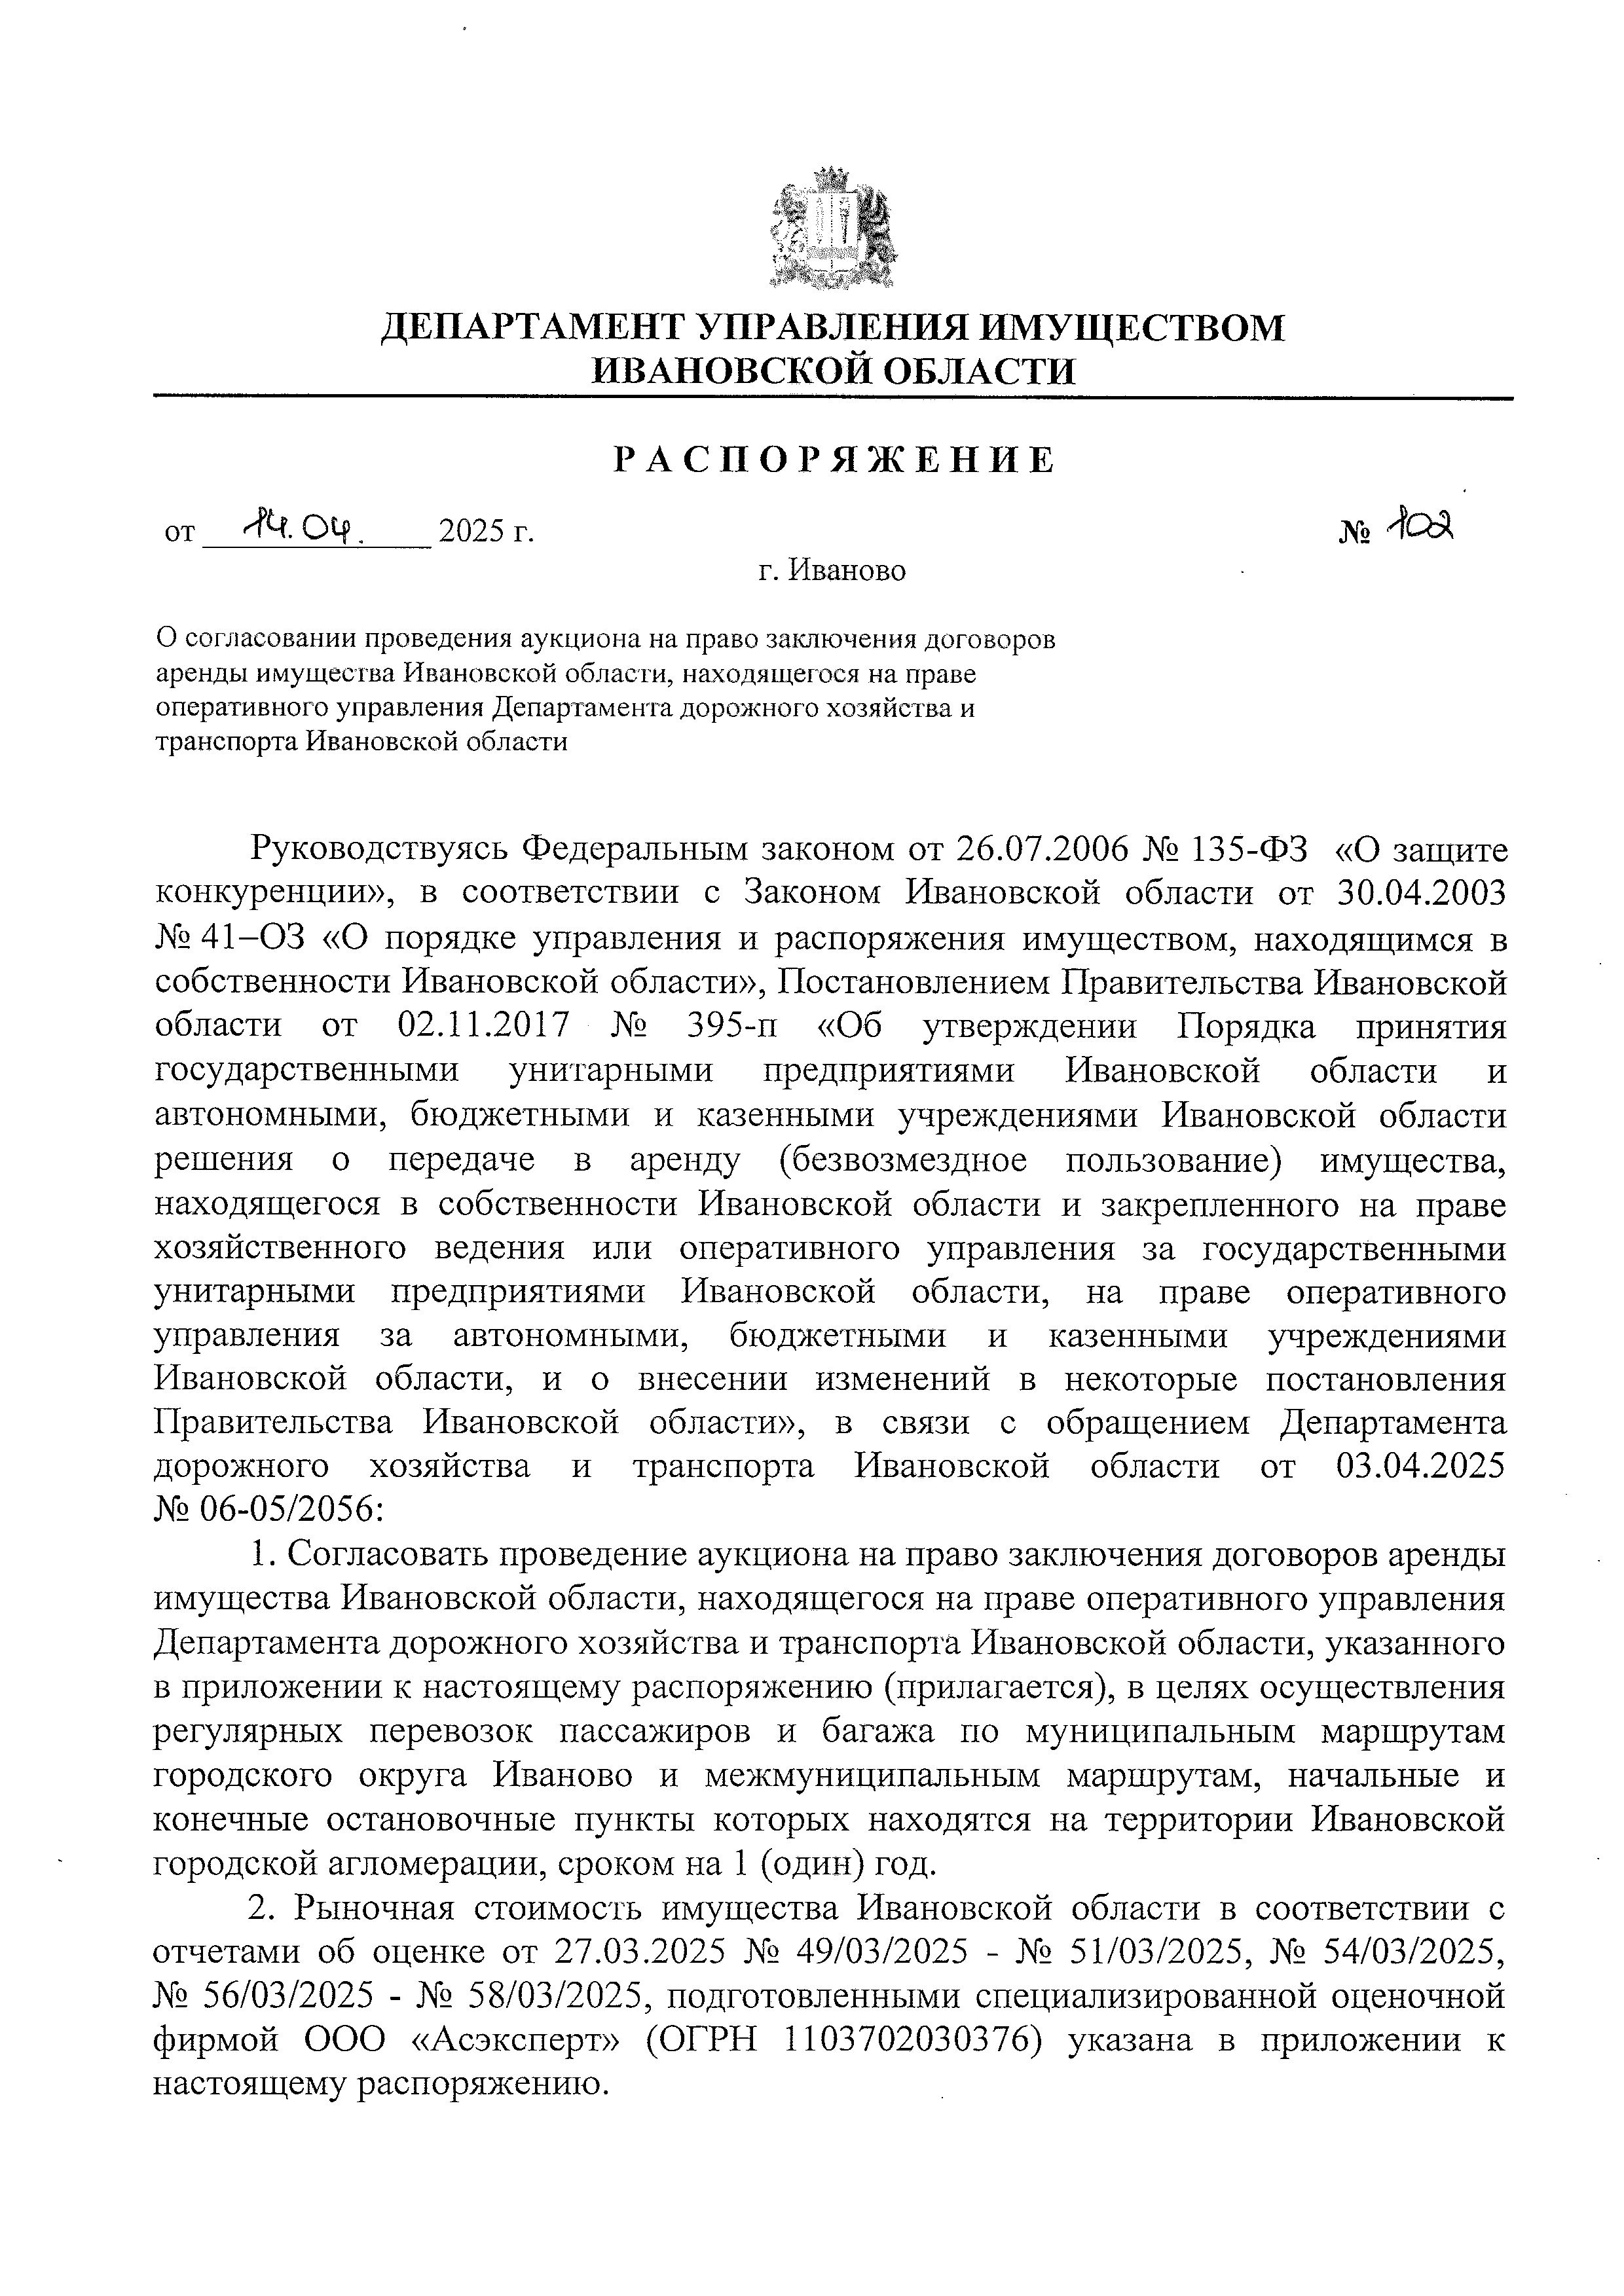 ДЕПАРТАМЕНТ УПРАВЛЕНИЯ ИМУЩЕСТВОМ
ИВАНОВСКОЙ ОБЛАСТИ
РАСПОРЯЖЕНИЕ
от 14.04. 2025 г. № 102
г. Иваново
О согласовании проведения аукциона на право заключения договоров
аренды имущества Ивановской области, находящегося на праве
оперативного управления Департамента дорожного хозяйства и
транспорта Ивановской области
Руководствуясь Федеральным законом от 26.07.2006 № 135-ФЗ «О защите
конкуренции», в соответствии с Законом Ивановской области от 30.04.2003
№ 41–ОЗ «О порядке управления и распоряжения имуществом, находящимся в
собственности Ивановской области», Постановлением Правительства Ивановской
области от 02.11.2017 № 395-п «Об утверждении Порядка принятия
государственными унитарными предприятиями Ивановской области и
автономными, бюджетными и казенными учреждениями Ивановской области
решения о передаче в аренду (безвозмездное пользование) имущества,
находящегося в собственности Ивановской области и закрепленного на праве
хозяйственного ведения или оперативного управления за государственными
унитарными предприятиями Ивановской области, на праве оперативного
управления за автономными, бюджетными и казенными учреждениями
Ивановской области, и о внесении изменений в некоторые постановления
Правительства Ивановской области», в связи с обращением Департамента
дорожного хозяйства и транспорта Ивановской области от 03.04.2025
№ 06-05/2056:
1. Согласовать проведение аукциона на право заключения договоров аренды
имущества Ивановской области, находящегося на праве оперативного управления
Департамента дорожного хозяйства и транспорта Ивановской области, указанного
в приложении к настоящему распоряжению (прилагается), в целях осуществления
регулярных перевозок пассажиров и багажа по муниципальным маршрутам
городского округа Иваново и межмуниципальным маршрутам, начальные и
конечные остановочные пункты которых находятся на территории Ивановской
городской агломерации, сроком на 1 (один) год.
2. Рыночная стоимость имущества Ивановской области в соответствии с
отчетами об оценке от 27.03.2025 № 49/03/2025 - № 51/03/2025, № 54/03/2025,
№ 56/03/2025 - № 58/03/2025, подготовленными специализированной оценочной
фирмой ООО «Асэксперт» (ОГРН 1103702030376) указана в приложении к
настоящему распоряжению.